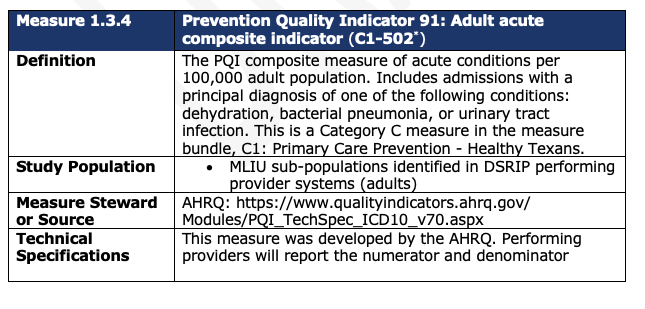 Measure 1.3.4
Prevention Quality Indicator 91: Adult acute
composite indicator (C1-502*)
Definition
The PQI composite measure of acute conditions per
100,000 adult population. Includes admissions with a
principal diagnosis of one of the following conditions:
dehydration, bacterial pneumonia, or urinary tract
infection. This is a Category C measure in the measure
bundle, C1: Primary Care Prevention - Healthy Texans.
Study Population
• MLIU sub-populations identified in DSRIP performing
provider systems (adults)
Measure Steward
or Source
AHRQ: https://www.qualityindicators.ahrq.gov/
Modules/PQI_TechSpec_ICD10_v70.aspx
Technical
Specifications
This measure was developed by the AHRQ. Performing
providers will report the numerator and denominator